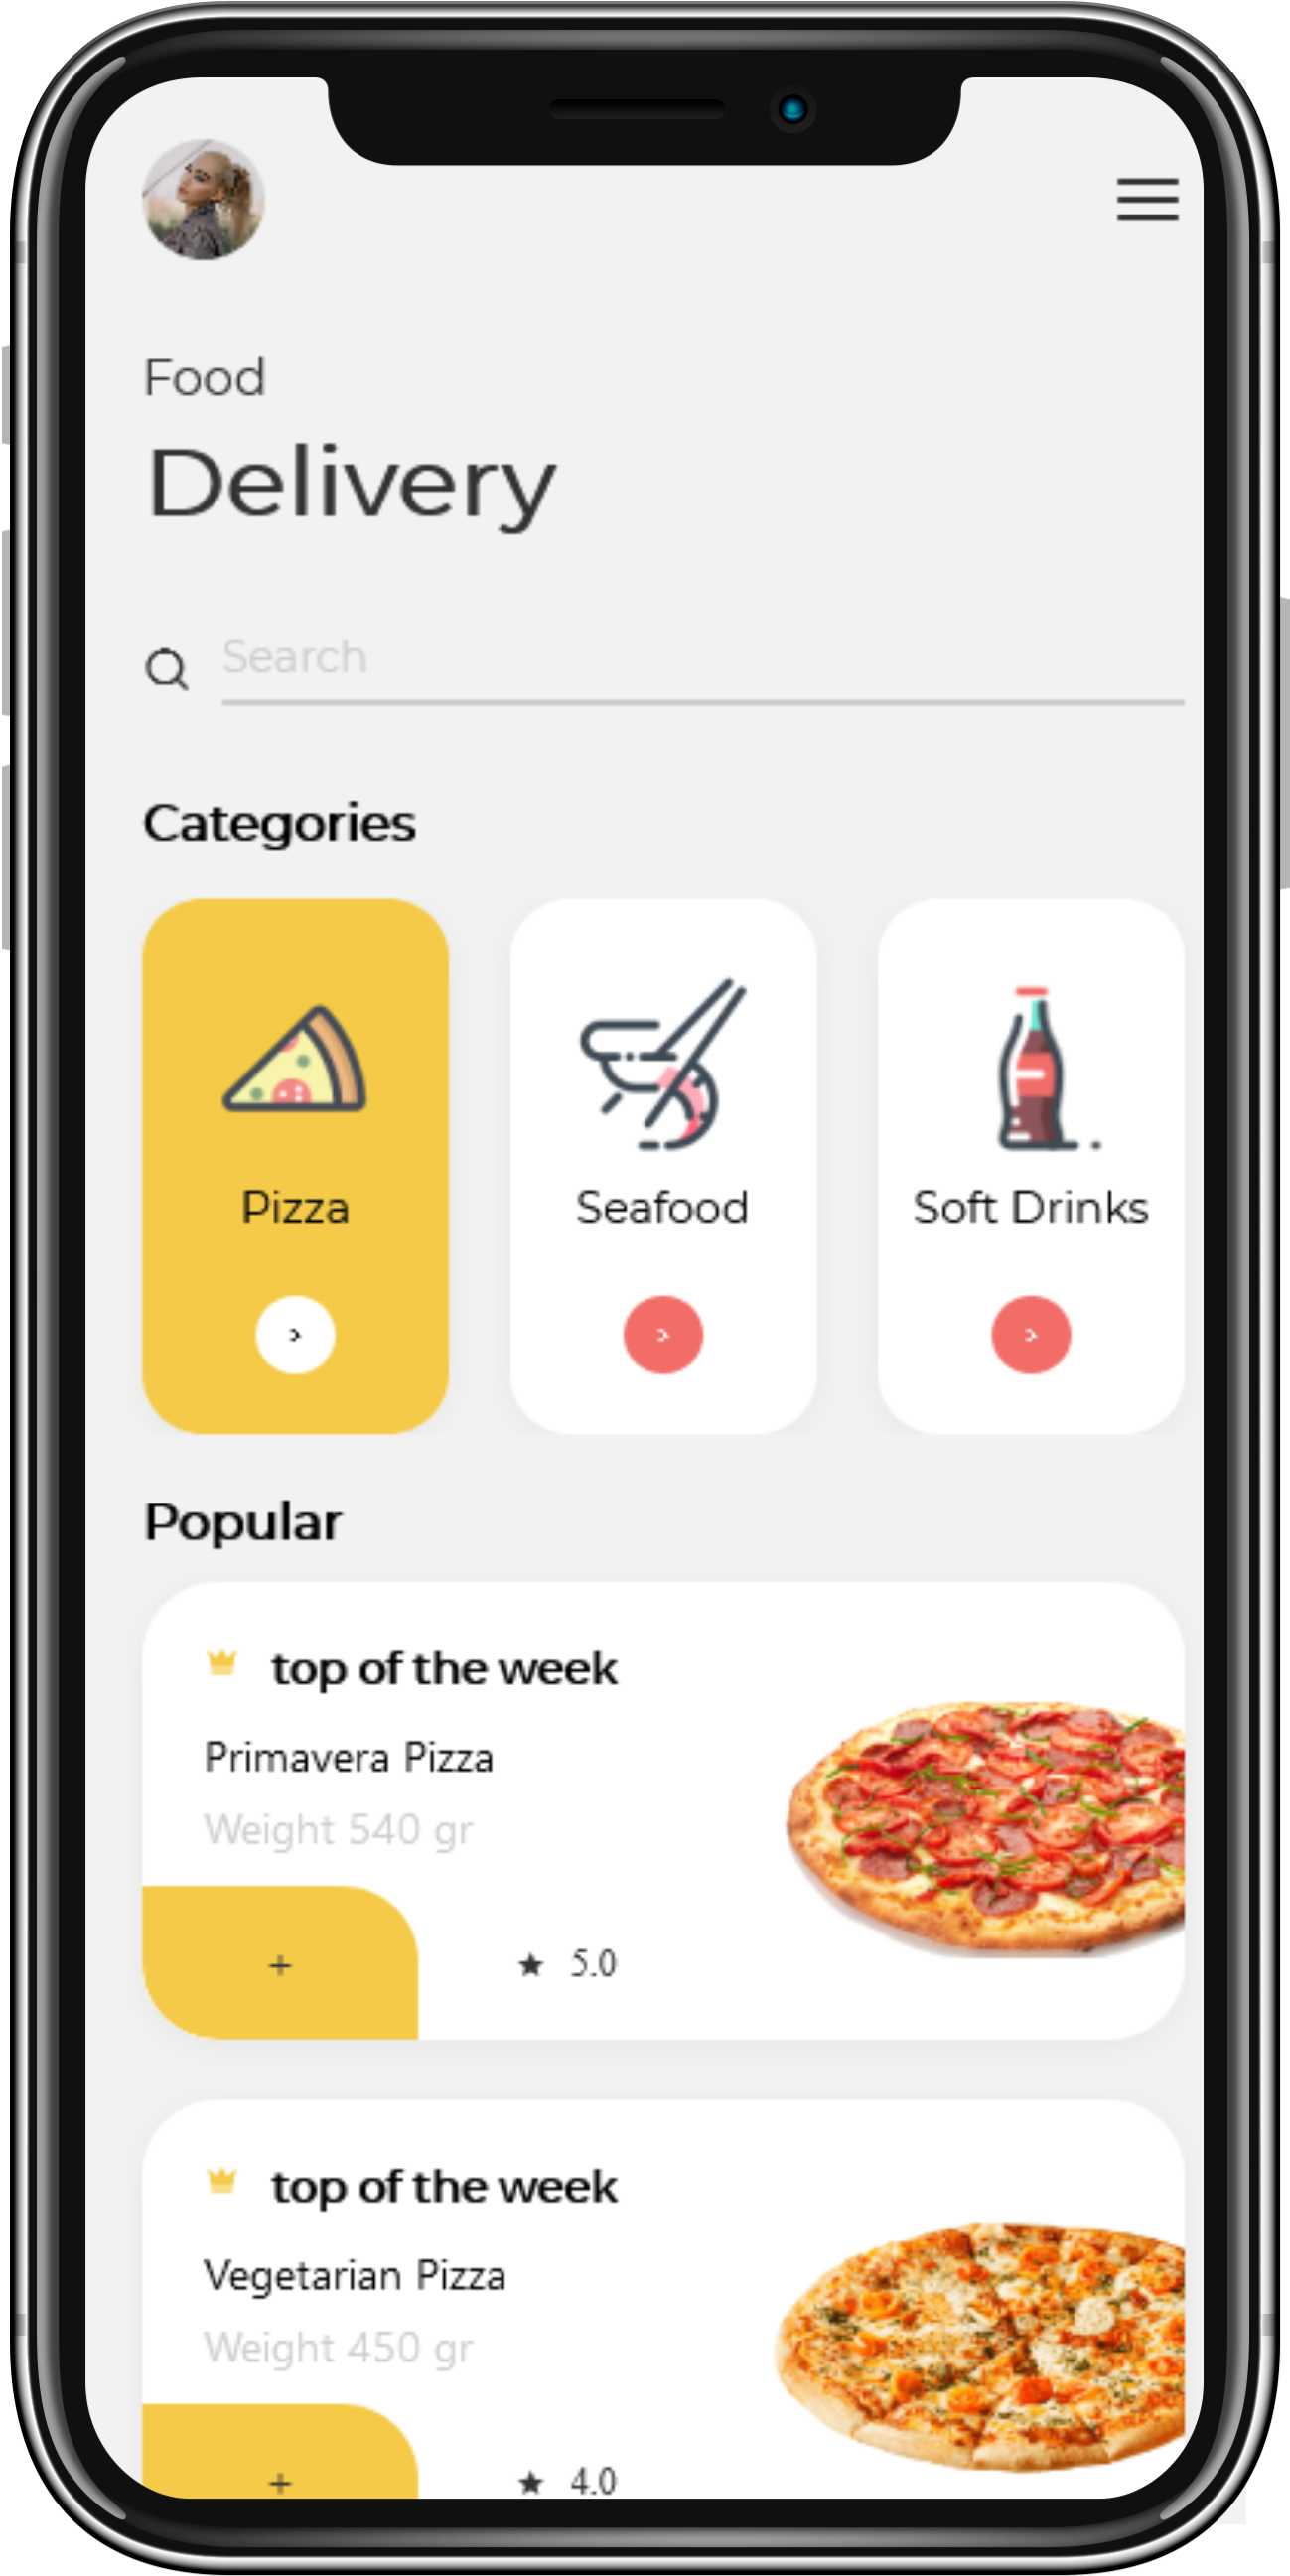 Food
Delivery
Search
Categories
Pizza
Seafood
Soft Drinks
Popular
top of the week
Primavera Pizza
Weight 540 gr
+
5.0
top of the week
Vegetarian Pizza
Weight 450 gr
+
4.0